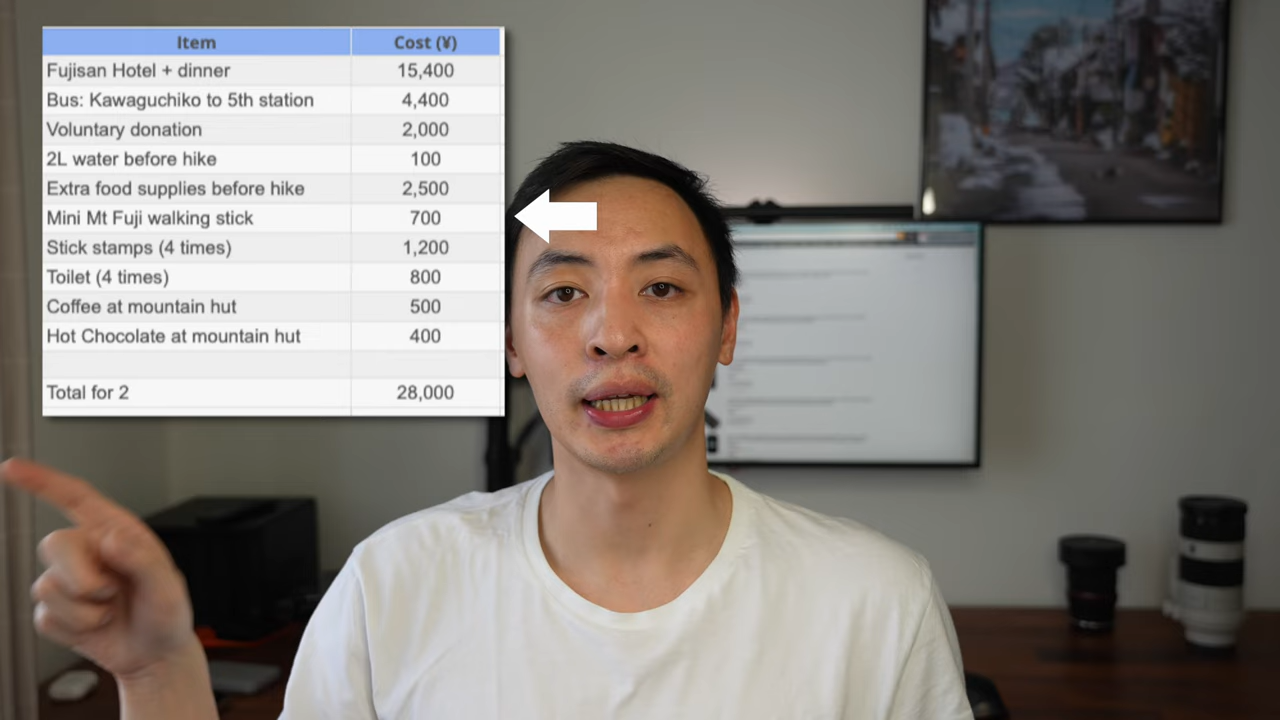 Item Cost (¥)
Fujisan Hotel + dinner 15,400
Bus: Kawaguchiko to 5th station 4,400
Voluntary donation 2,000
2L water before hike 100
Extra food supplies before hike 2,500
Mini Mt Fuji walking stick 700
Stick stamps (4 times) 1,200
Toilet (4 times) 800
Coffee at mountain hut 500
Hot Chocolate at mountain hut 400
Total for 2 28,000